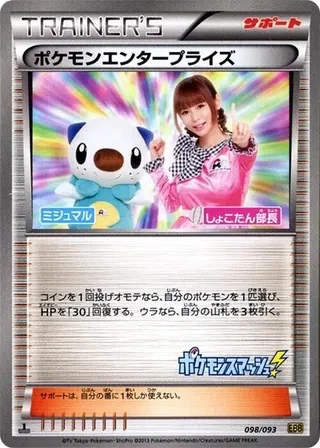 TRAINER'S
サポート
ポケモンエンタープライズ
ミジュマル
しょこたん部長
コインを1回投げオモテなら、自分のポケモンを1匹選び、
HPを「30」回復する。ウラなら、自分の山札を3枚引く。
ポケモンスマッシュ!
サポートは、自分の番に1枚しか使えない。
098/093
EBB
©TV Tokyo・Pokémon・ShoPro ©2013 Pokémon/Nintendo/Creatures/GAME FREAK.